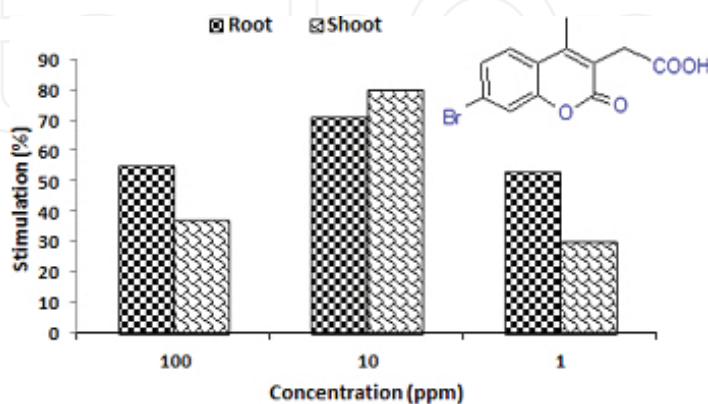 Root Shoot
90
80
70
60
50
40
30
20
10
0
Stimulation (%)
100 10 1
Concentration (ppm)
COOH
Br
O
O